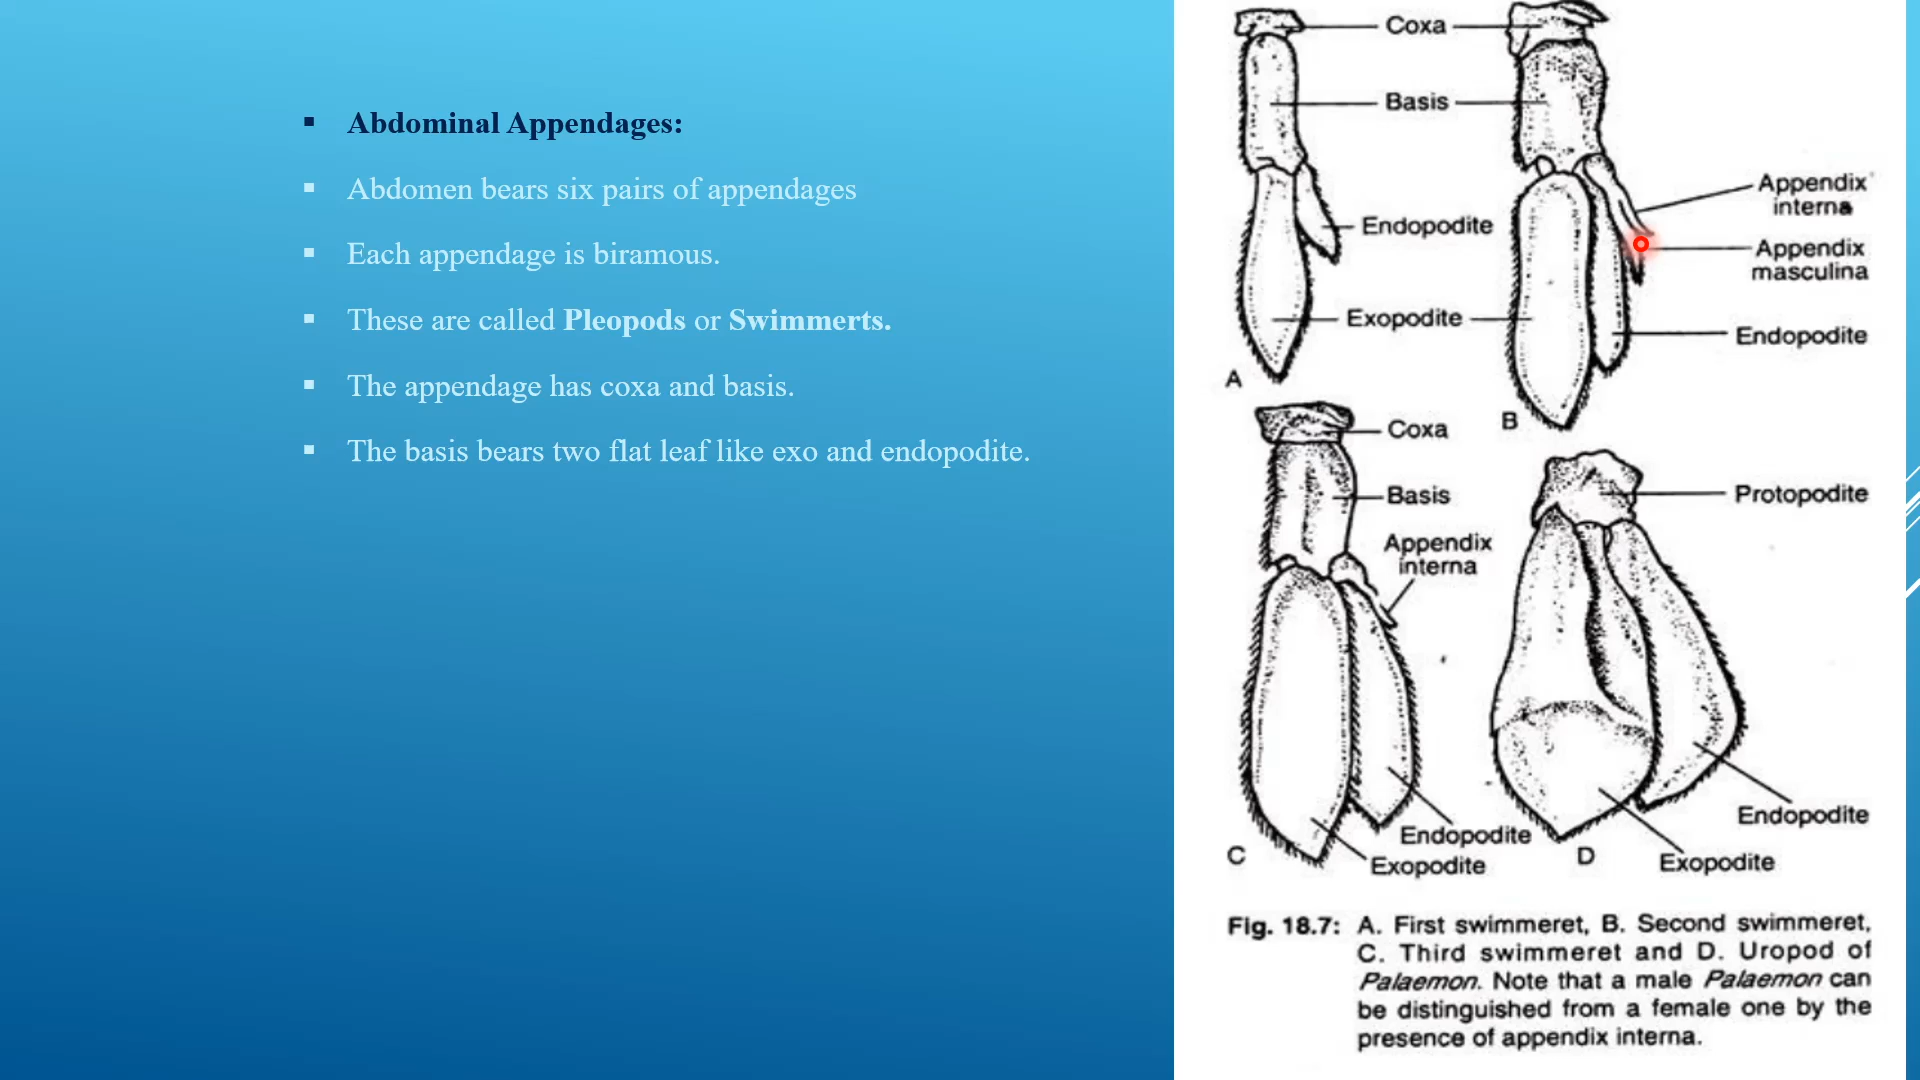 Abdominal Appendages:
Abdomen bears six pairs of appendages
Each appendage is biramous.
These are called Pleopods or Swimmerts.
The appendage has coxa and basis.
The basis bears two flat leaf like exo and endopodite.
Coxa
Basis
Appendix
interna
Endopodite
Appendix
masculina
Exopodite
Endopodite
A
B
Coxa
Basis
Protopodite
Appendix
interna
Endopodite
Exopodite
C
D
Endopodite
Exopodite
Fig. 18.7: A. First swimmeret, B. Second swimmeret,
C. Third swimmeret and D. Uropod of
Palaemon. Note that a male Palaemon can
be distinguished from a female one by the
presence of appendix interna.